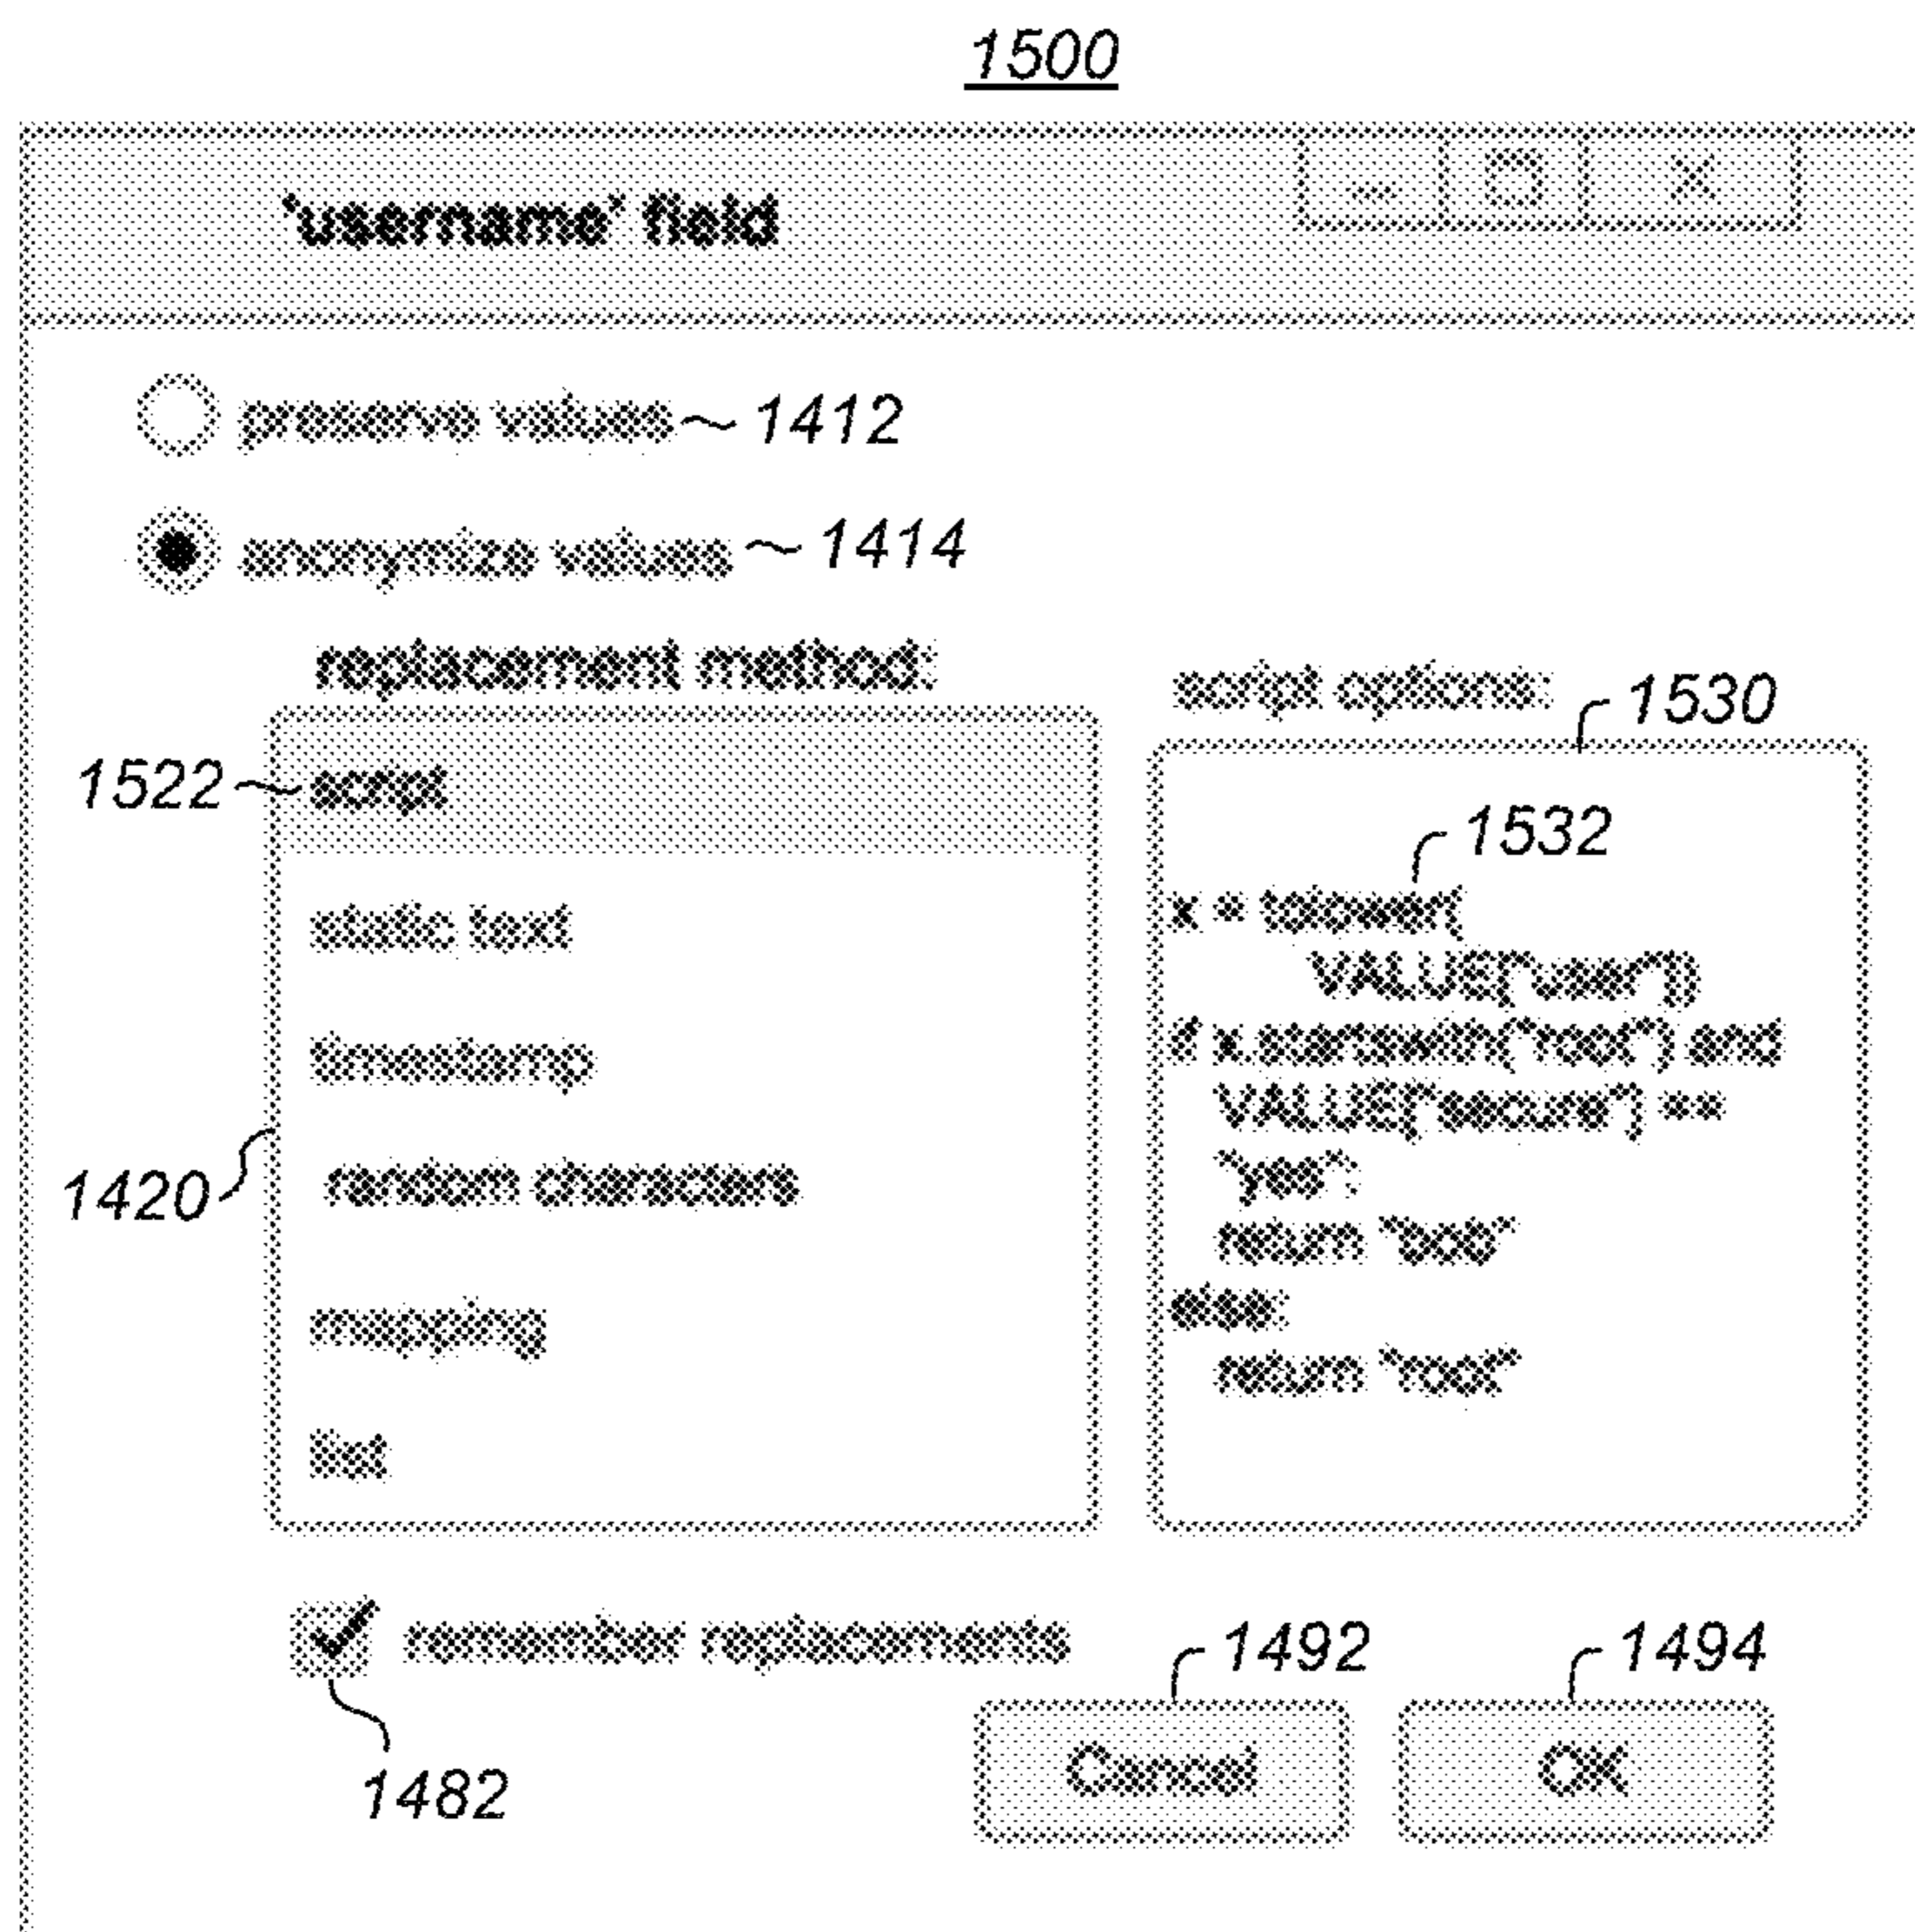 1500
'username' field
preserve values 1412
anonymize values 1414
replacement method:
script options: 1530
1522 script
1532
static text
timestamp
1420
random characters
mapping
list
x = tolower(
VALUE("user"))
if x.startswith("root") and
VALUE("secure") ==
"yes":
return "bob"
else:
return "root"
remember replacements
1482
1492
1494
Cancel
OK